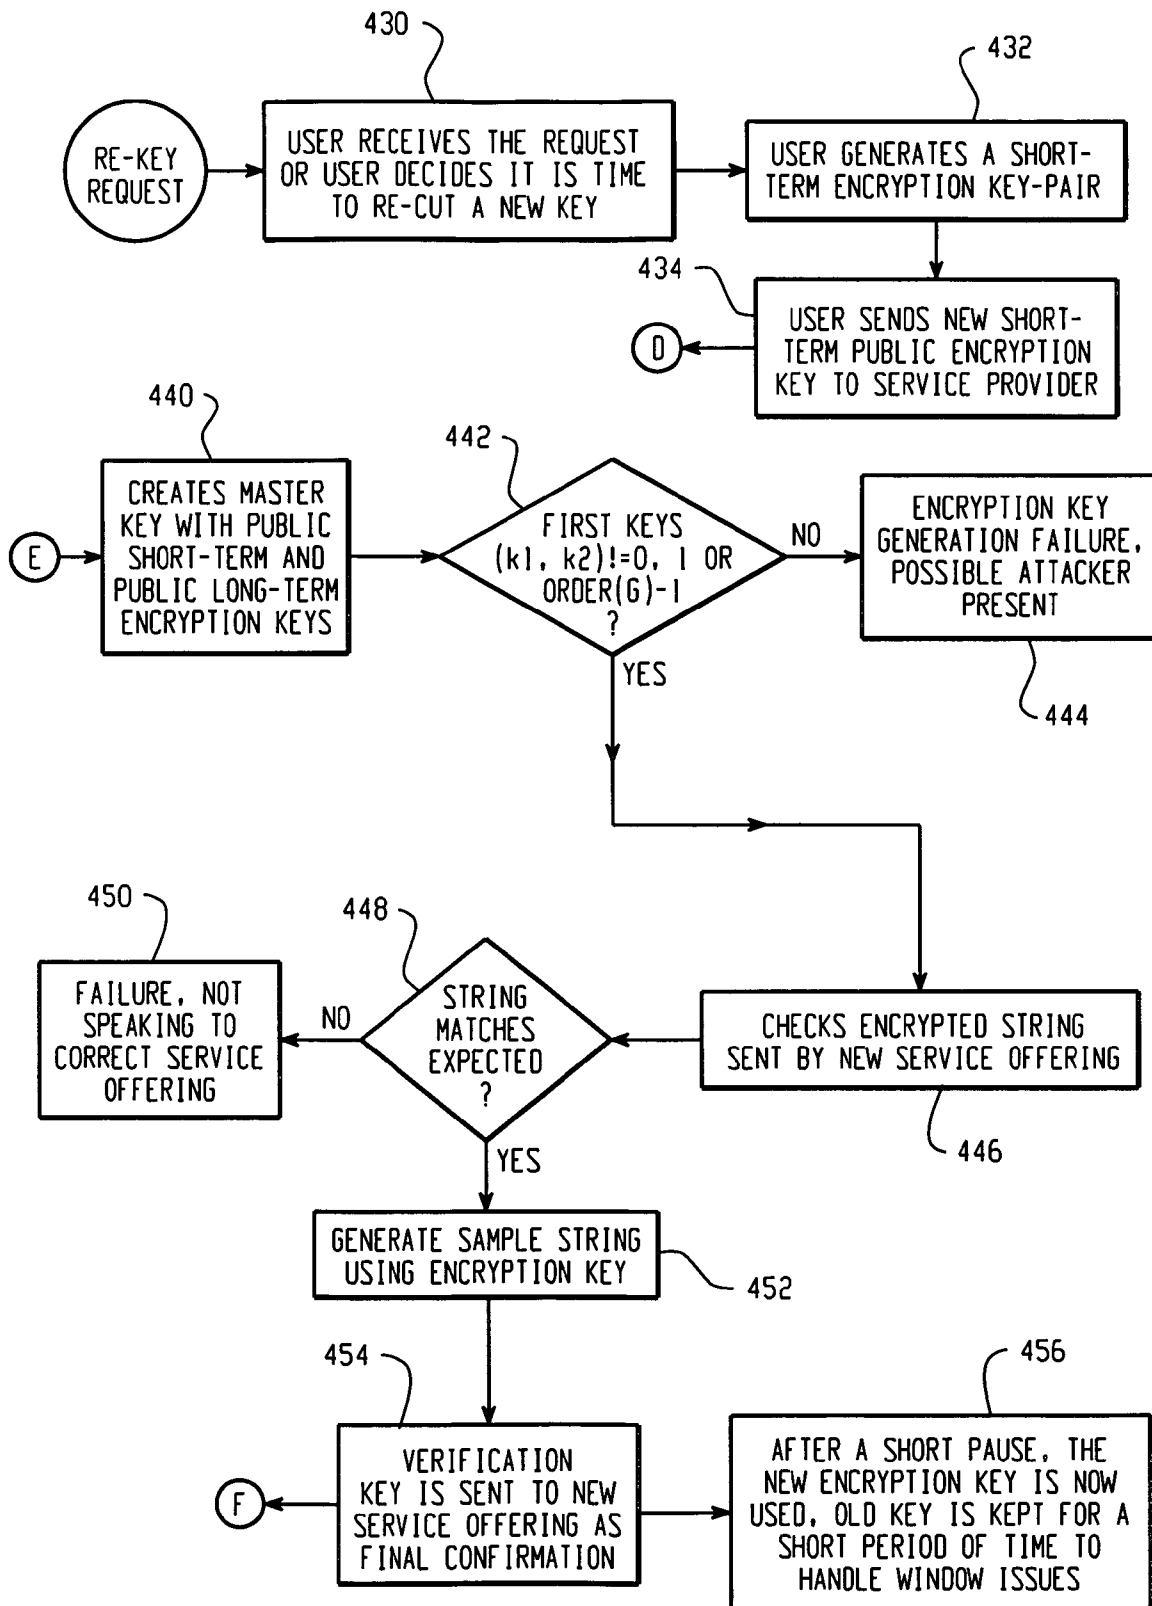 430
432
RE-KEY
REQUEST
USER RECEIVES THE REQUEST
OR USER DECIDES IT IS TIME
TO RE-CUT A NEW KEY
USER GENERATES A SHORT-
TERM ENCRYPTION KEY-PAIR
434
D
USER SENDS NEW SHORT-
TERM PUBLIC ENCRYPTION
KEY TO SERVICE PROVIDER
440
442
E
CREATES MASTER
KEY WITH PUBLIC
SHORT-TERM AND
PUBLIC LONG-TERM
ENCRYPTION KEYS
FIRST KEYS
(k1, k2)!=0, 1 OR
ORDER(G)-1
?
NO
ENCRYPTION KEY
GENERATION FAILURE,
POSSIBLE ATTACKER
PRESENT
YES
444
450
448
FAILURE, NOT
SPEAKING TO
CORRECT SERVICE
OFFERING
NO
STRING
MATCHES
EXPECTED
?
CHECKS ENCRYPTED STRING
SENT BY NEW SERVICE OFFERING
446
YES
GENERATE SAMPLE STRING
USING ENCRYPTION KEY
452
454
456
F
VERIFICATION
KEY IS SENT TO NEW
SERVICE OFFERING AS
FINAL CONFIRMATION
AFTER A SHORT PAUSE, THE
NEW ENCRYPTION KEY IS NOW
USED, OLD KEY IS KEPT FOR A
SHORT PERIOD OF TIME TO
HANDLE WINDOW ISSUES